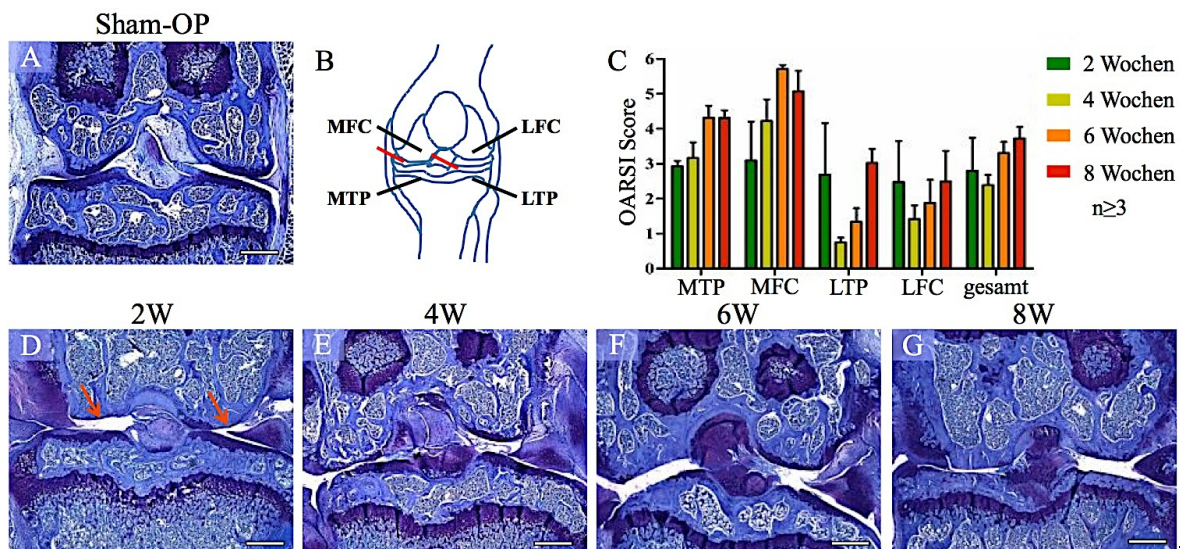 Sham-OP
A
B
MFC
LFC
MTP
LTP
C
OARSI Score
6
5
4
3
2
1
0
MTP MFC LTP LFC gesamt
2 Wochen
4 Wochen
6 Wochen
8 Wochen
n≥3
2W
4W
6W
8W
D
E
F
G